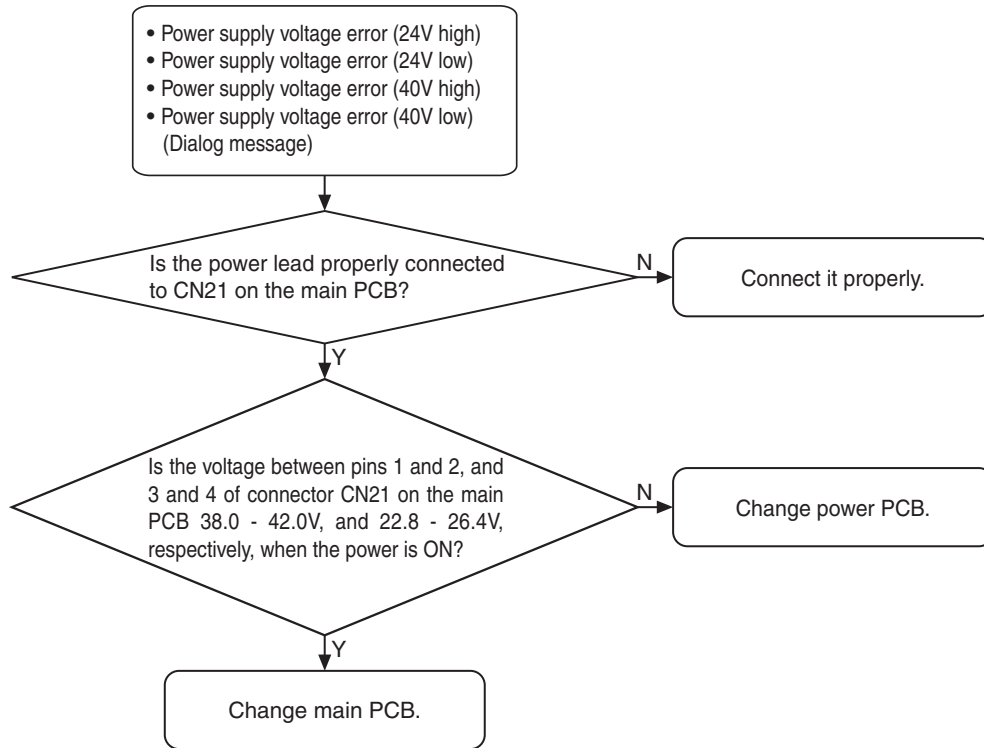 • Power supply voltage error (24V high)
• Power supply voltage error (24V low)
• Power supply voltage error (40V high)
• Power supply voltage error (40V low)
(Dialog message)
Is the power lead properly connected
to CN21 on the main PCB?
N
Connect it properly.
Y
Is the voltage between pins 1 and 2, and
3 and 4 of connector CN21 on the main
PCB 38.0 - 42.0V, and 22.8 - 26.4V,
respectively, when the power is ON?
N
Change power PCB.
Y
Change main PCB.